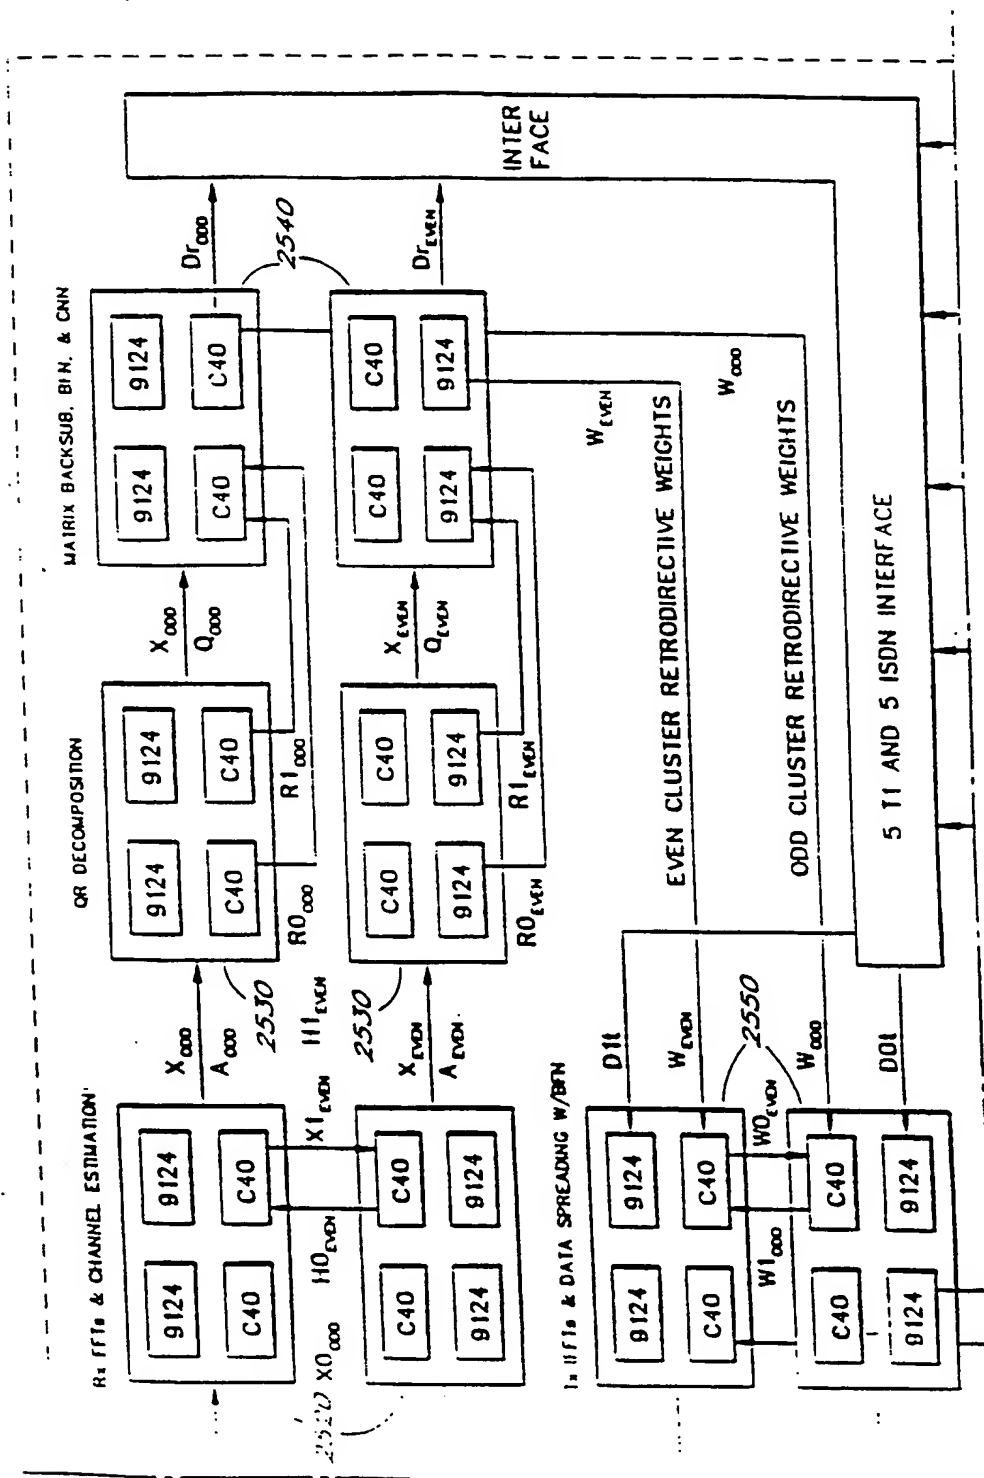 Rx FFTs & CHANNEL ESTIMATION
9124
9124
C40
C40
C40
C40
9124
9124
2520
X0ODD
H0EVEN
X1EVEN
H1EVEN
XODD
AODD
XEVEN
AEVEN
QR DECOMPOSITION
9124
9124
C40
C40
2530
R0ODD
R1ODD
C40
C40
9124
9124
2530
R0EVEN
R1EVEN
XODD
QODD
XEVEN
QEVEN
MATRIX BACKSUB, BIN. & CNN
9124
9124
C40
C40
C40
C40
9124
9124
2540
DrODD
DrEVEN
INTER
FACE
WEVEN
EVEN CLUSTER RETRODIRECTIVE WEIGHTS
WODD
ODD CLUSTER RETRODIRECTIVE WEIGHTS
5 T1 AND 5 ISDN INTERFACE
& DATA SPREADING W/BFN
9124
9124
C40
C40
C40
C40
9124
9124
W1ODD
W0EVEN
2550
D1t
WEVEN
WODD
D0t